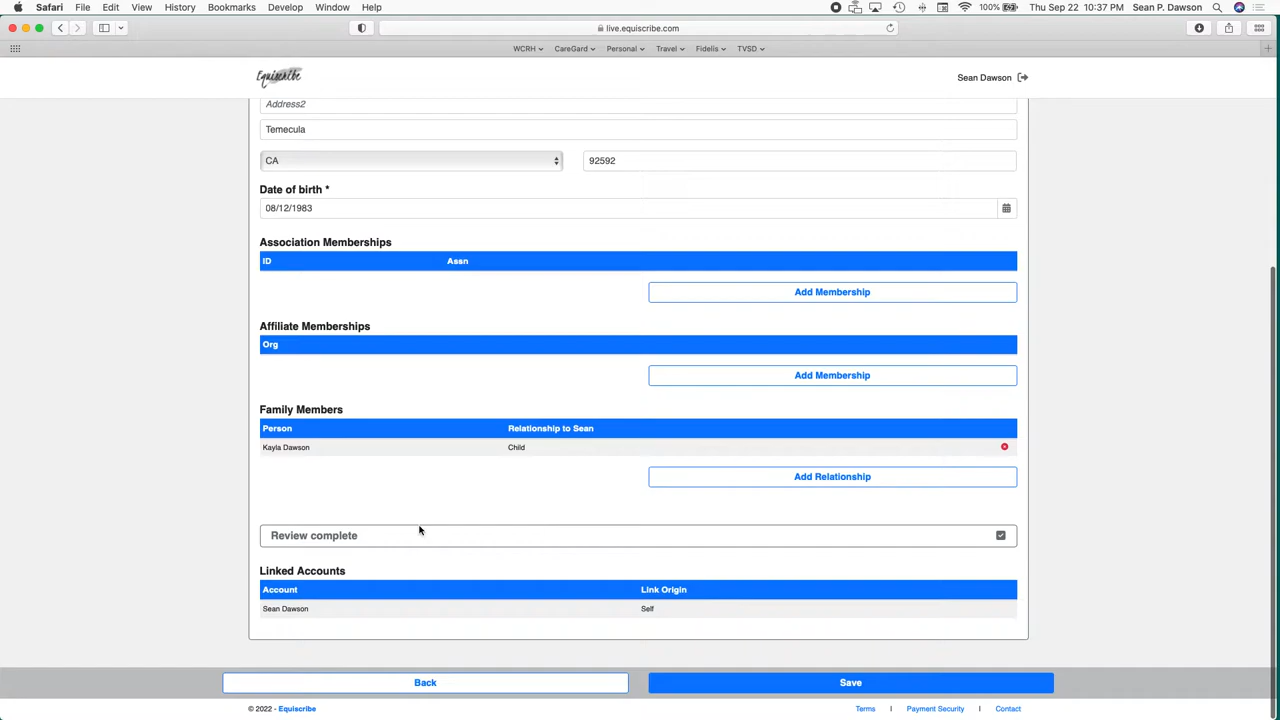 Safari File Edit View History Bookmarks Develop Window Help 100% Thu Sep 22 10:37 PM Sean P. Dawson
live.equiscribe.com
WCRH CareGard Personal Travel Fidelis TVSD
Equiscribe Sean Dawson
Address2
Temecula
CA 92592
Date of birth *
08/12/1983
Association Memberships
ID Assn
Add Membership
Affiliate Memberships
Org
Add Membership
Family Members
Person Relationship to Sean
Kayla Dawson Child
Add Relationship
Review complete
Linked Accounts
Account Link Origin
Sean Dawson Self
Back Save
© 2022 - Equiscribe Terms | Payment Security | Contact